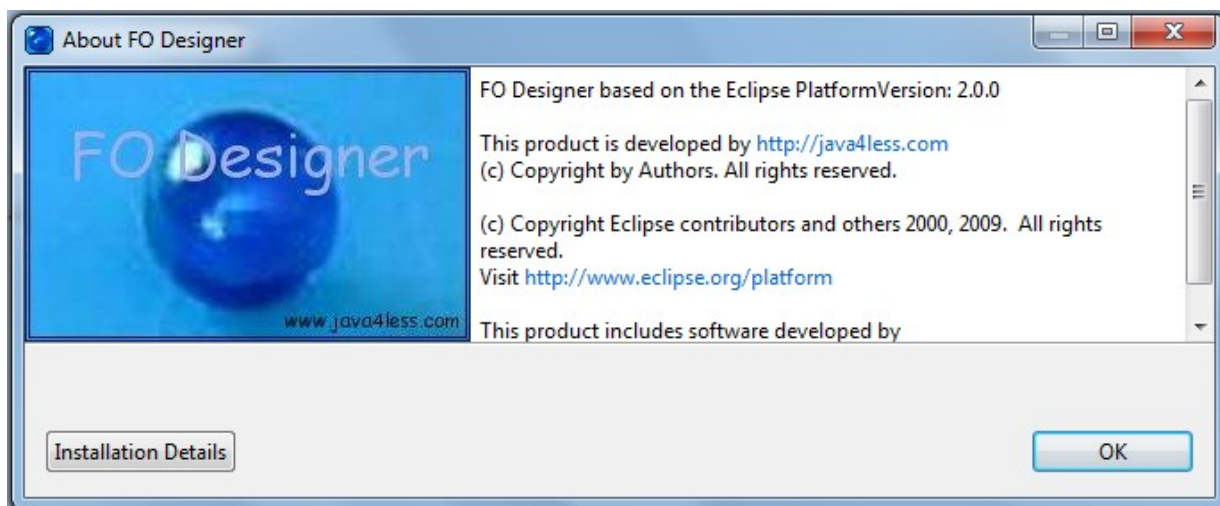 About FO Designer
FO Designer
www.java4less.com
FO Designer based on the Eclipse PlatformVersion: 2.0.0
This product is developed by http://java4less.com
(c) Copyright by Authors. All rights reserved.
(c) Copyright Eclipse contributors and others 2000, 2009.  All rights
reserved.
Visit http://www.eclipse.org/platform
This product includes software developed by
Installation Details
OK